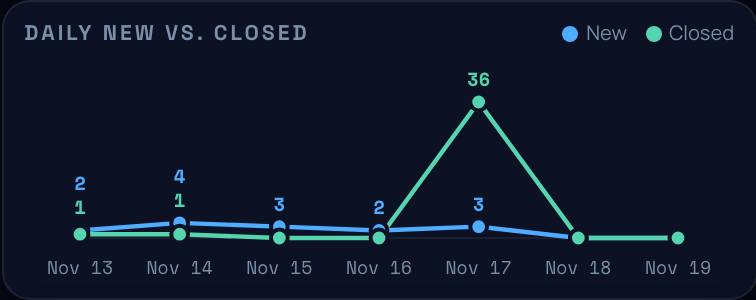 DAILY NEW VS. CLOSED
New Closed
36
2 4 3 2 3
1 1
Nov 13 Nov 14 Nov 15 Nov 16 Nov 17 Nov 18 Nov 19